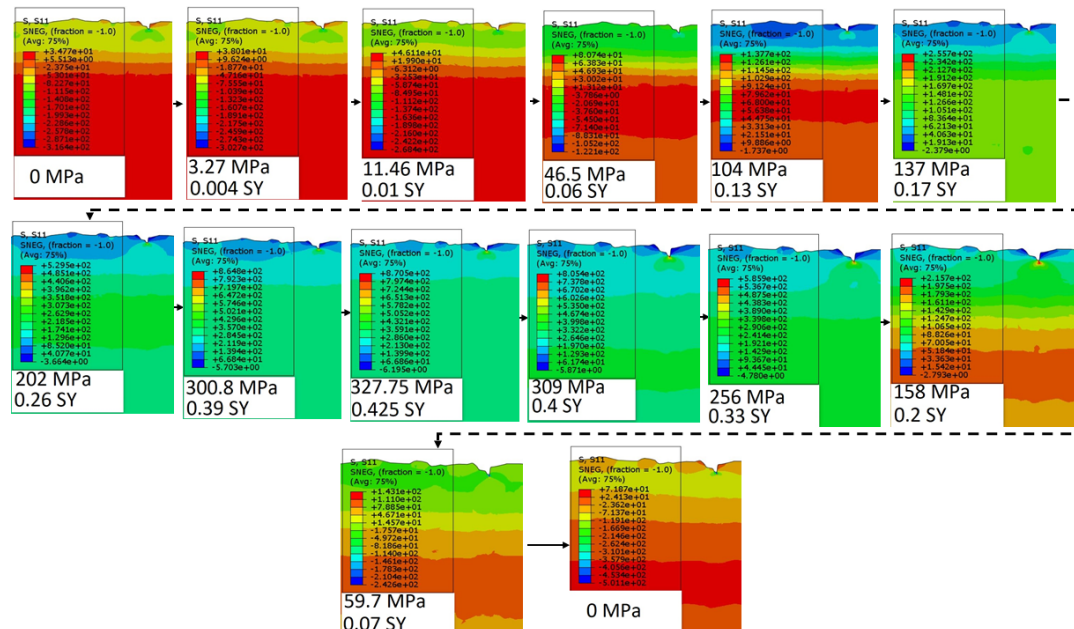 S, S11
SNEG, (fraction = -1.0)
(Avg: 75%)
+3.477e+01
+5.513e+00
-2.375e+01
-5.301e+01
-8.227e+01
-1.115e+02
-1.408e+02
-1.701e+02
-1.993e+02
-2.286e+02
-2.578e+02
-2.871e+02
-3.164e+02
0 MPa
S, S11
SNEG, (fraction = -1.0)
(Avg: 75%)
+3.801e+01
+9.624e+00
-1.877e+01
-4.716e+01
-7.555e+01
-1.039e+02
-1.323e+02
-1.607e+02
-1.891e+02
-2.175e+02
-2.459e+02
-2.743e+02
-3.027e+02
3.27 MPa
0.004 SY
S, S11
SNEG, (fraction = -1.0)
(Avg: 75%)
+4.611e+01
+1.990e+01
-6.312e+00
-3.253e+01
-5.874e+01
-8.495e+01
-1.112e+02
-1.374e+02
-1.636e+02
-1.898e+02
-2.160e+02
-2.422e+02
-2.684e+02
11.46 MPa
0.01 SY
S, S11
SNEG, (fraction = -1.0)
(Avg: 75%)
+8.074e+01
+6.383e+01
+4.693e+01
+3.002e+01
+1.312e+01
-3.786e+00
-2.069e+01
-3.760e+01
-5.450e+01
-7.140e+01
-8.831e+01
-1.052e+02
-1.221e+02
46.5 MPa
0.06 SY
S, S11
SNEG, (fraction = -1.0)
(Avg: 75%)
+1.377e+02
+1.261e+02
+1.145e+02
+1.029e+02
+9.124e+01
+7.962e+01
+6.800e+01
+5.638e+01
+4.475e+01
+3.313e+01
+2.151e+01
+9.886e+00
-1.737e+00
104 MPa
0.13 SY
S, S11
SNEG, (fraction = -1.0)
(Avg: 75%)
+2.557e+02
+2.342e+02
+2.127e+02
+1.912e+02
+1.697e+02
+1.481e+02
+1.266e+02
+1.051e+02
+8.364e+01
+6.213e+01
+4.063e+01
+1.913e+01
-2.379e+00
137 MPa
0.17 SY
S, S11
SNEG, (fraction = -1.0)
(Avg: 75%)
+5.295e+02
+4.851e+02
+4.406e+02
+3.962e+02
+3.518e+02
+3.073e+02
+2.629e+02
+2.185e+02
+1.741e+02
+1.296e+02
+8.520e+01
+4.077e+01
-3.664e+00
202 MPa
0.26 SY
S, S11
SNEG, (fraction = -1.0)
(Avg: 75%)
+8.648e+02
+7.923e+02
+7.197e+02
+6.472e+02
+5.746e+02
+5.021e+02
+4.296e+02
+3.570e+02
+2.845e+02
+2.119e+02
+1.394e+02
+6.684e+01
-5.703e+00
300.8 MPa
0.39 SY
S, S11
SNEG, (fraction = -1.0)
(Avg: 75%)
+8.705e+02
+7.974e+02
+7.244e+02
+6.513e+02
+5.782e+02
+5.052e+02
+4.321e+02
+3.591e+02
+2.860e+02
+2.130e+02
+1.399e+02
+6.686e+01
-6.195e+00
327.75 MPa
0.425 SY
S, S11
SNEG, (fraction = -1.0)
(Avg: 75%)
+8.054e+02
+7.378e+02
+6.702e+02
+6.026e+02
+5.350e+02
+4.674e+02
+3.998e+02
+3.322e+02
+2.646e+02
+1.970e+02
+1.293e+02
+6.174e+01
-5.871e+00
309 MPa
0.4 SY
S, S11
SNEG, (fraction = -1.0)
(Avg: 75%)
+5.859e+02
+5.367e+02
+4.875e+02
+4.383e+02
+3.890e+02
+3.398e+02
+2.906e+02
+2.414e+02
+1.921e+02
+1.429e+02
+9.367e+01
+4.445e+01
-4.780e+00
256 MPa
0.33 SY
S, S11
SNEG, (fraction = -1.0)
(Avg: 75%)
+2.157e+02
+1.975e+02
+1.793e+02
+1.611e+02
+1.429e+02
+1.247e+02
+1.065e+02
+8.826e+01
+7.005e+01
+5.184e+01
+3.363e+01
+1.542e+01
-2.793e+00
158 MPa
0.2 SY
S, S11
SNEG, (fraction = -1.0)
(Avg: 75%)
+1.431e+02
+1.110e+02
+7.885e+01
+4.671e+01
+1.457e+01
-1.757e+01
-4.972e+01
-8.186e+01
-1.140e+02
-1.461e+02
-1.783e+02
-2.104e+02
-2.426e+02
59.7 MPa
0.07 SY
S, S11
SNEG, (fraction = -1.0)
(Avg: 75%)
+7.187e+01
+2.413e+01
-2.362e+01
-7.137e+01
-1.191e+02
-1.669e+02
-2.146e+02
-2.624e+02
-3.101e+02
-3.579e+02
-4.056e+02
-4.534e+02
-5.011e+02
0 MPa